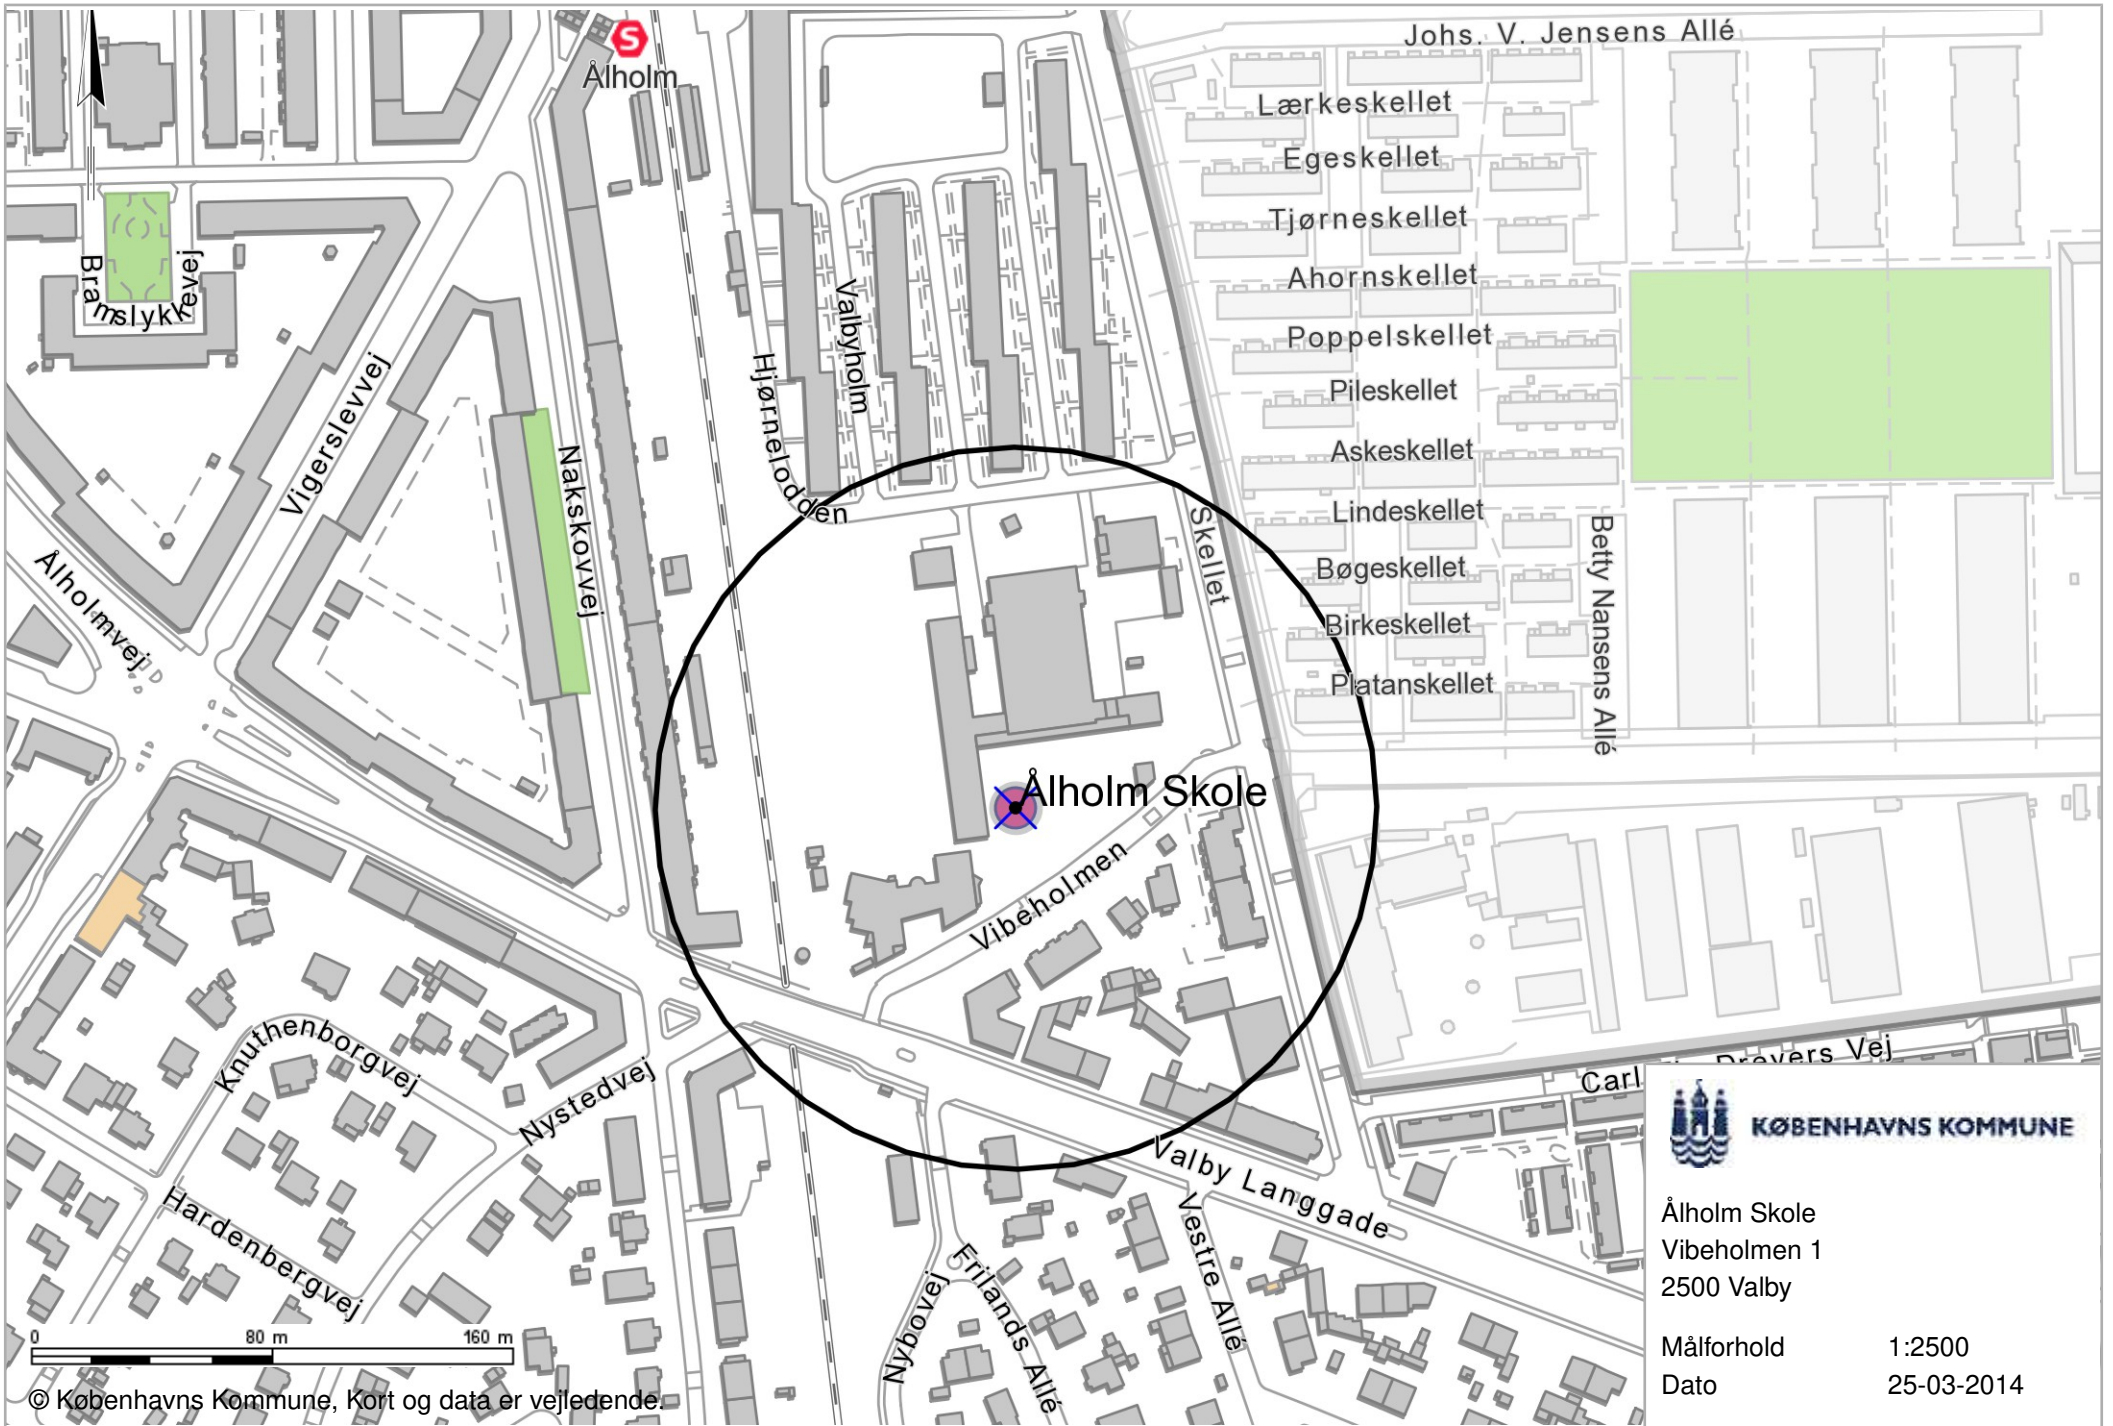 S
Ålholm
Johs. V. Jensens Allé
Lærkeskellet
Egeskellet
Tjørneskellet
Ahornskellet
Poppelskellet
Pileskellet
Askeskellet
Lindeskellet
Bøgeskellet
Birkeskellet
Platanskellet
Betty Nansens Allé
Skellet
Bramslykkevej
Vigerslevvej
Ålholmvej
Nakskovvej
Hjørnelodden
Valbyholm
Ålholm Skole
Vibeholmen
Knuthenborgvej
Nystedvej
Hardenbergvej
Valby Langgade
Vestre Allé
Frilands Allé
Nybovej
Carl Drevers Vej
KØBENHAVNS KOMMUNE
Ålholm Skole
Vibeholmen 1
2500 Valby
Målforhold 1:2500
Dato 25-03-2014
0 80 m 160 m
© Københavns Kommune, Kort og data er vejledende.